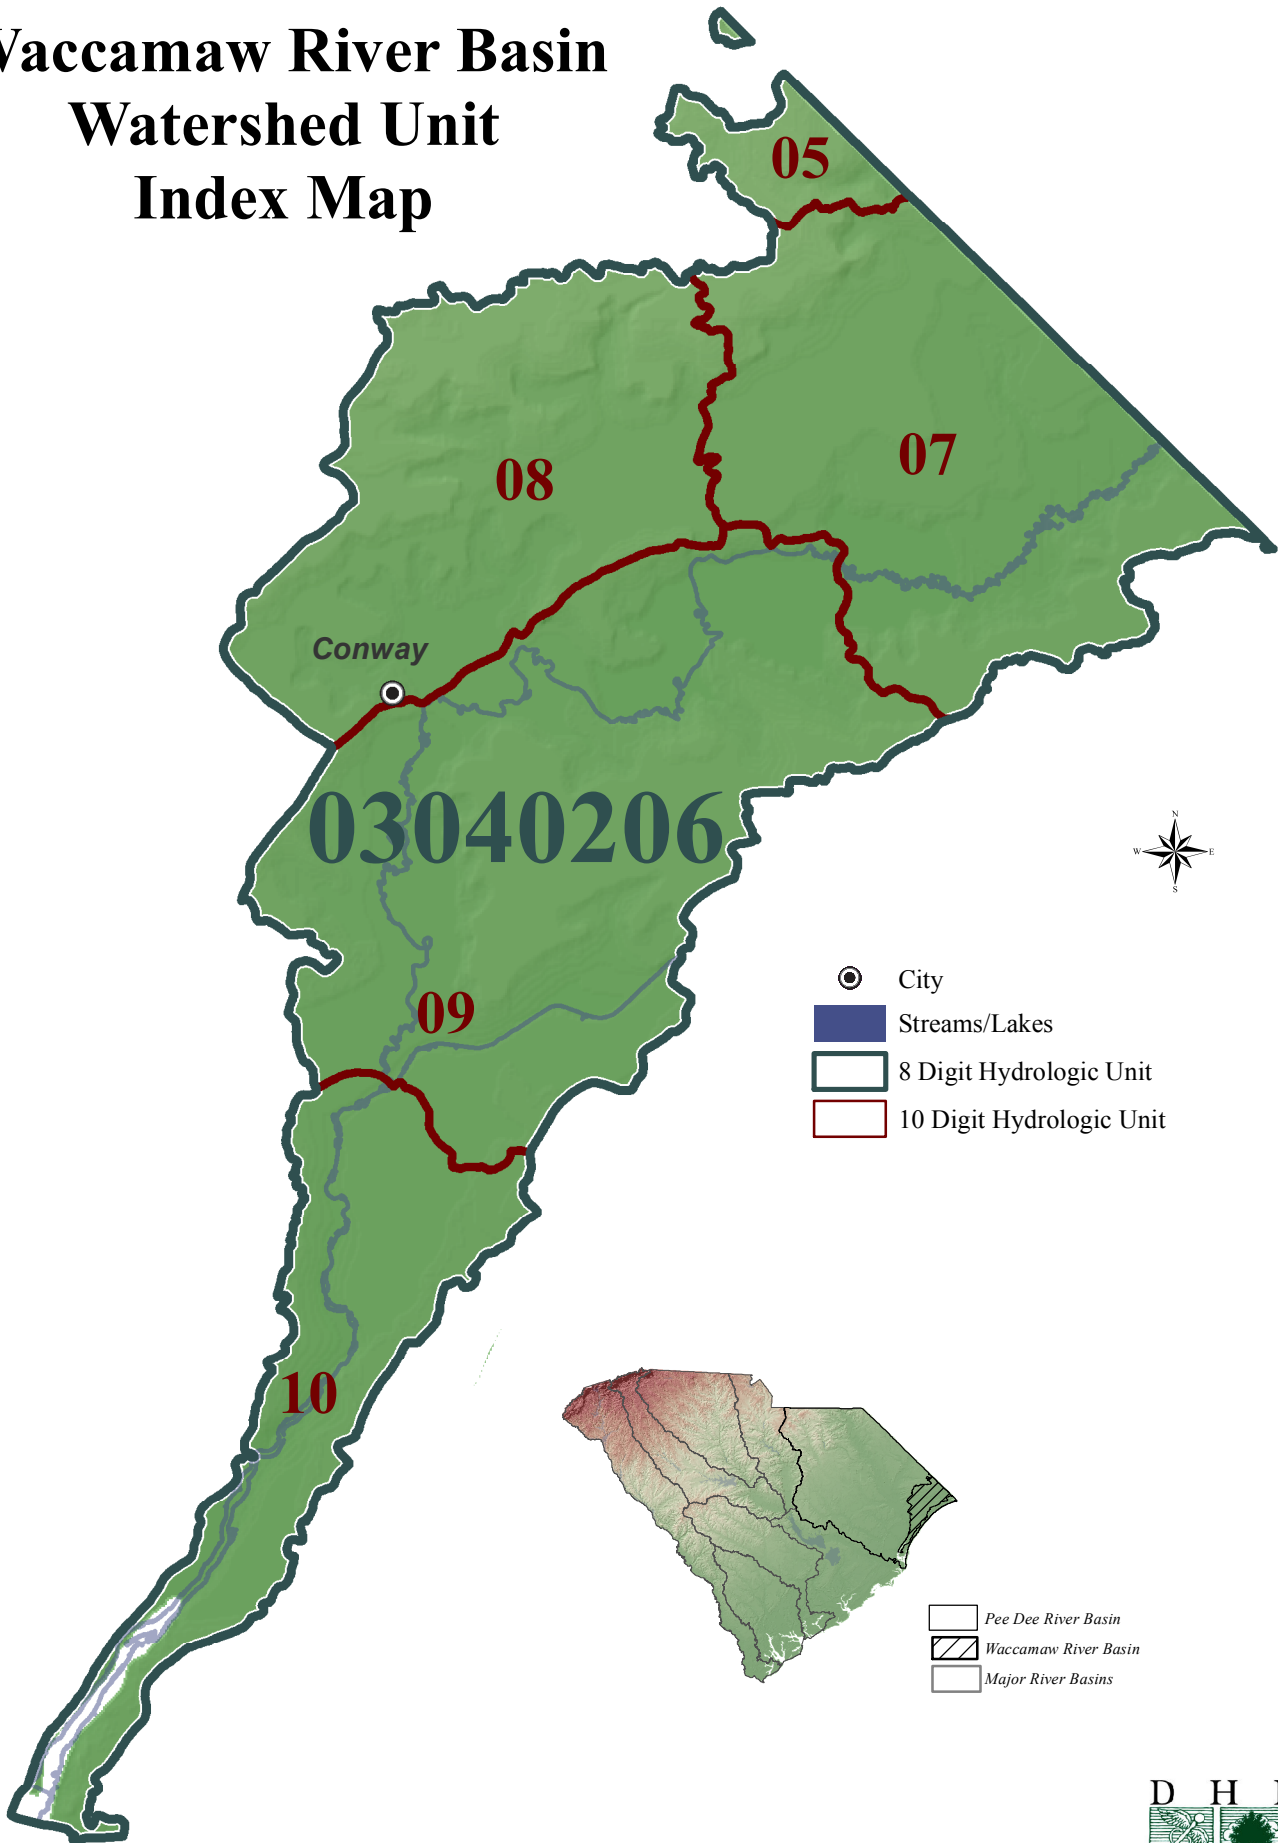 Waccamaw River Basin
Watershed Unit
Index Map
05
07
08
Conway
03040206
N
W E
S
City
Streams/Lakes
8 Digit Hydrologic Unit
10 Digit Hydrologic Unit
09
10
Pee Dee River Basin
Waccamaw River Basin
Major River Basins
D H